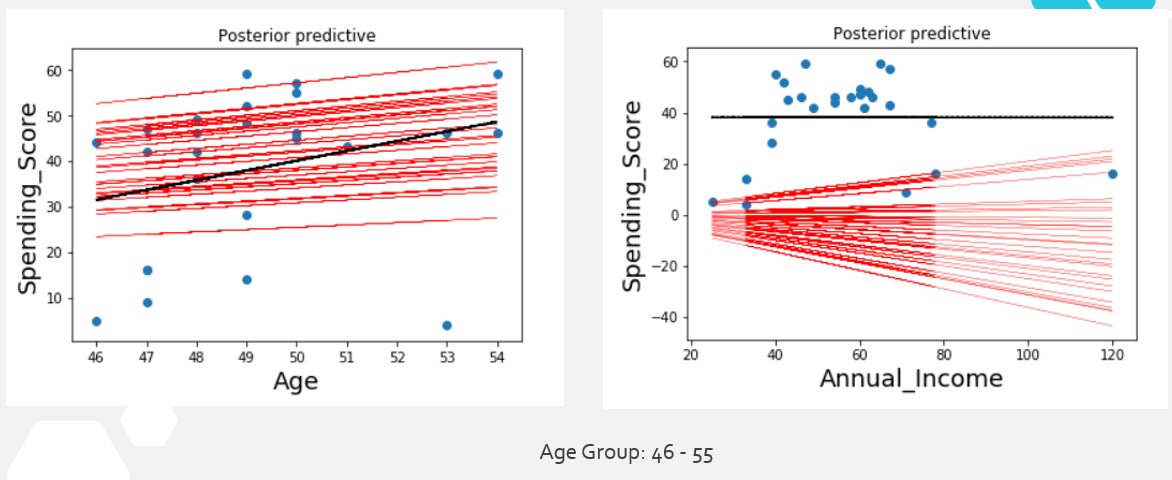 Posterior predictive
60
50
40
30
20
10
Spending_Score
46 47 48 49 50 51 52 53 54
Age
Posterior predictive
60
40
20
0
−20
−40
Spending_Score
20 40 60 80 100 120
Annual_Income
Age Group: 46 - 55